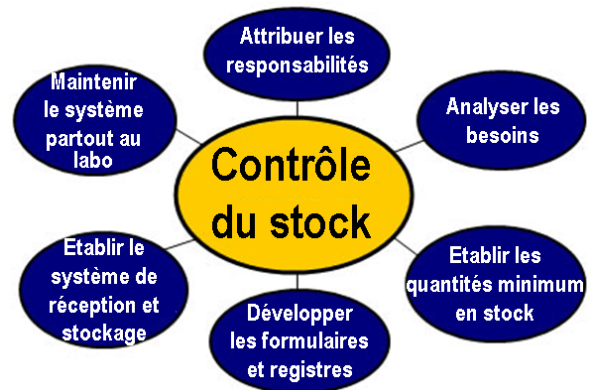 Attribuer les
responsabilités
Analyser les
besoins
Etablir les
quantités minimum
en stock
Développer
les formulaires
et registres
Etablir le
système de
réception et
stockage
Maintenir
le système
partout au
labo
Contrôle
du stock